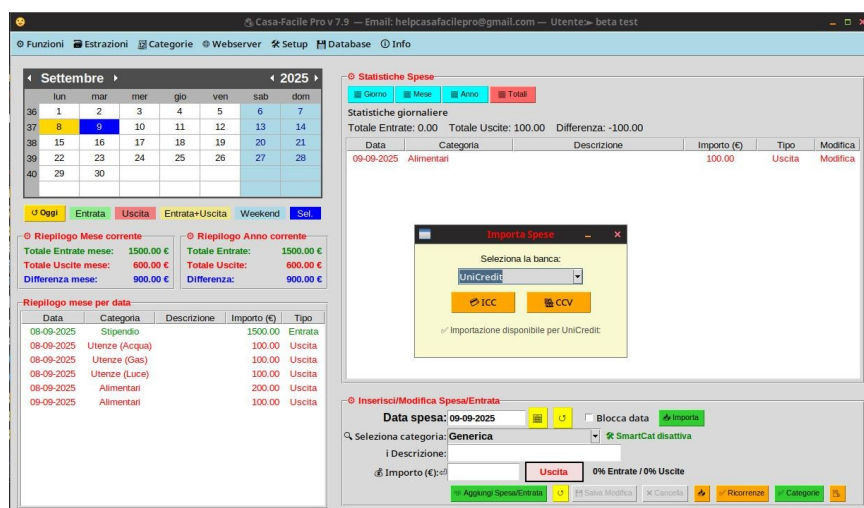 Casa-Facile Pro v 7.9 — Email: helpcasafacilepro@gmail.com — Utente:➢ beta test
Funzioni Estrazioni Categorie Webserver Setup Database Info
Settembre 2025
lun mar mer gio ven sab dom
36 1 2 3 4 5 6 7
37 8 9 10 11 12 13 14
38 15 16 17 18 19 20 21
39 22 23 24 25 26 27 28
40 29 30
Oggi Entrata Uscita Entrata+Uscita Weekend Sel.
Riepilogo Mese corrente
Totale Entrate mese: 1500.00 €
Totale Uscite mese: 600.00 €
Differenza mese: 900.00 €
Riepilogo Anno corrente
Totale Entrate: 1500.00 €
Totale Uscite: 600.00 €
Differenza: 900.00 €
Riepilogo mese per data
Data Categoria Descrizione Importo (€) Tipo
08-09-2025 Stipendio 1500.00 Entrata
08-09-2025 Utenze (Acqua) 100.00 Uscita
08-09-2025 Utenze (Gas) 100.00 Uscita
08-09-2025 Utenze (Luce) 100.00 Uscita
08-09-2025 Alimentari 200.00 Uscita
09-09-2025 Alimentari 100.00 Uscita
Statistiche Spese
Giorno Mese Anno Totali
Statistiche giornaliere
Totale Entrate: 0.00 Totale Uscite: 100.00 Differenza: -100.00
Data Categoria Descrizione Importo (€) Tipo Modifica
09-09-2025 Alimentari 100.00 Uscita Modifica
Importa Spese
Seleziona la banca:
UniCredit
ICC CCV
Importazione disponibile per UniCredit:
Inserisci/Modifica Spesa/Entrata
Data spesa: 09-09-2025 Blocca data Importa
Seleziona categoria: Generica SmartCat disattiva
Descrizione:
Importo (€): Uscita 0% Entrate / 0% Uscite
Aggiungi Spesa/Entrata Salva Modifica Cancella Ricorrenze Categorie